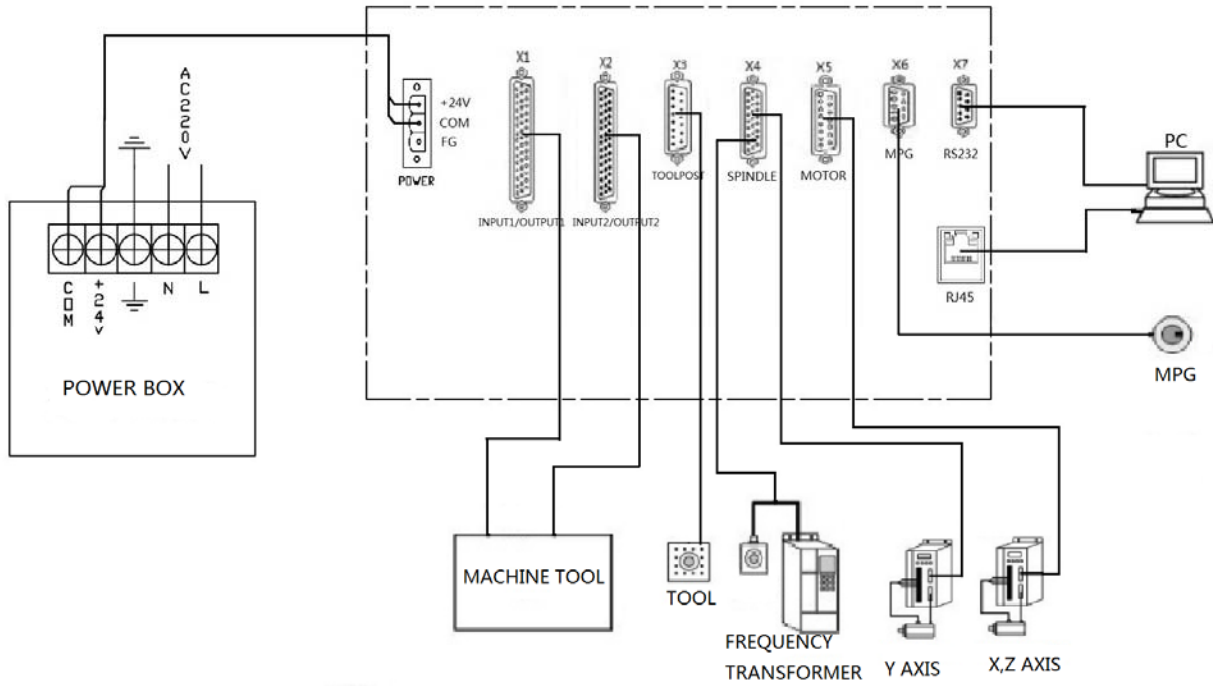 AC220V
COM
+24V
N
L
POWER BOX
+24V
COM
FG
POWER
X1
X2
X3
X4
X5
X6
X7
INPUT1/OUTPUT1
INPUT2/OUTPUT2
TOOLPOST
SPINDLE
MOTOR
MPG
RS232
RJ45
PC
MPG
MACHINE TOOL
TOOL
FREQUENCY
TRANSFORMER
Y AXIS
X,Z AXIS